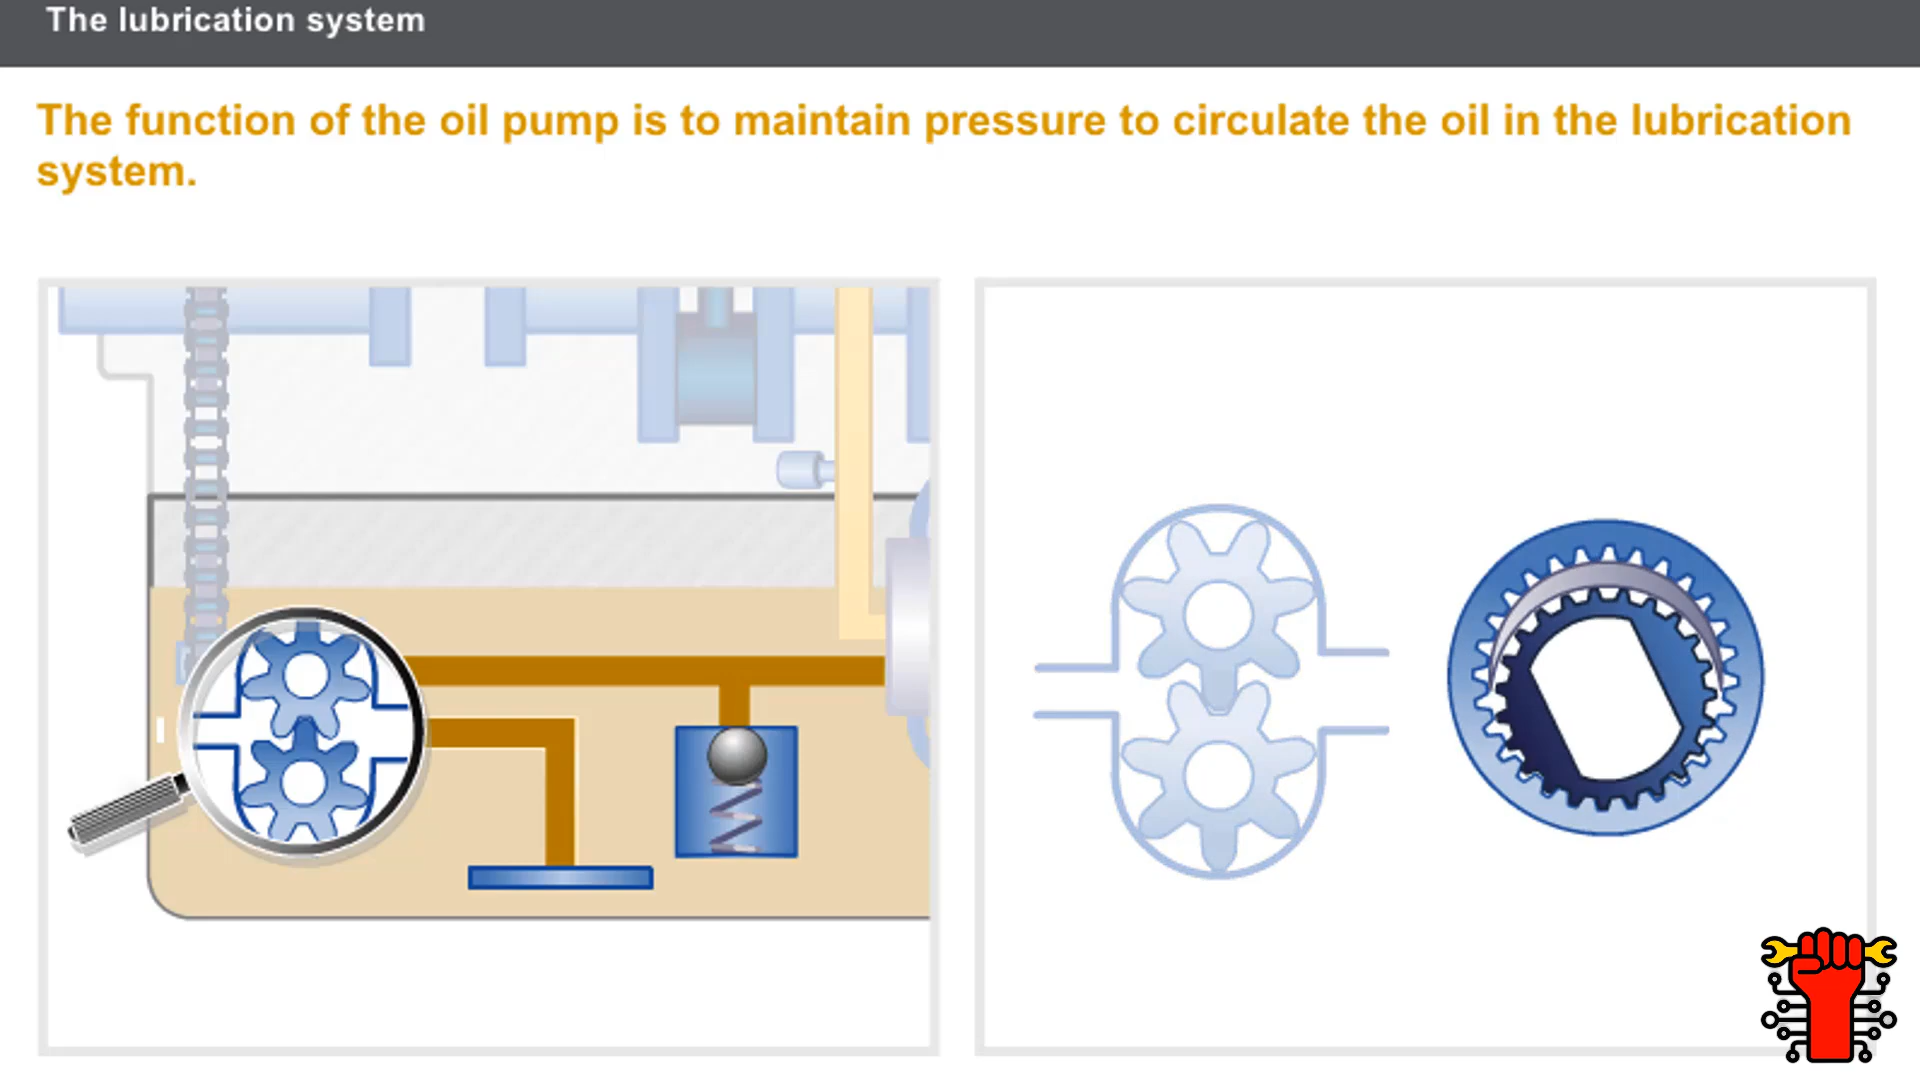 The lubrication system
The function of the oil pump is to maintain pressure to circulate the oil in the lubrication
system.